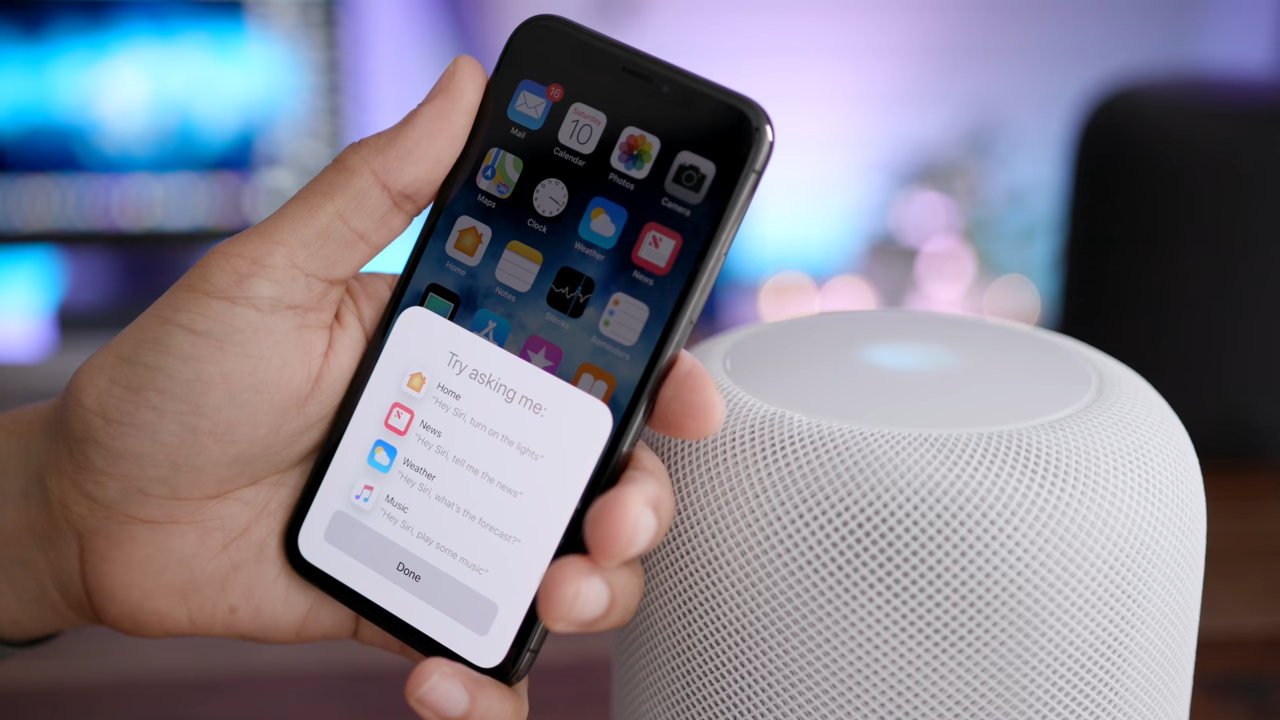 16
Mail
Saturday
10
Calendar
Photos
Camera
Maps
Clock
Weather
News
Home
Notes
Stocks
Reminders
Try asking me:
Home
"Hey Siri, turn on the lights"
News
"Hey Siri, tell me the news"
Weather
"Hey Siri, what's the forecast?"
Music
"Hey Siri, play some music"
Done